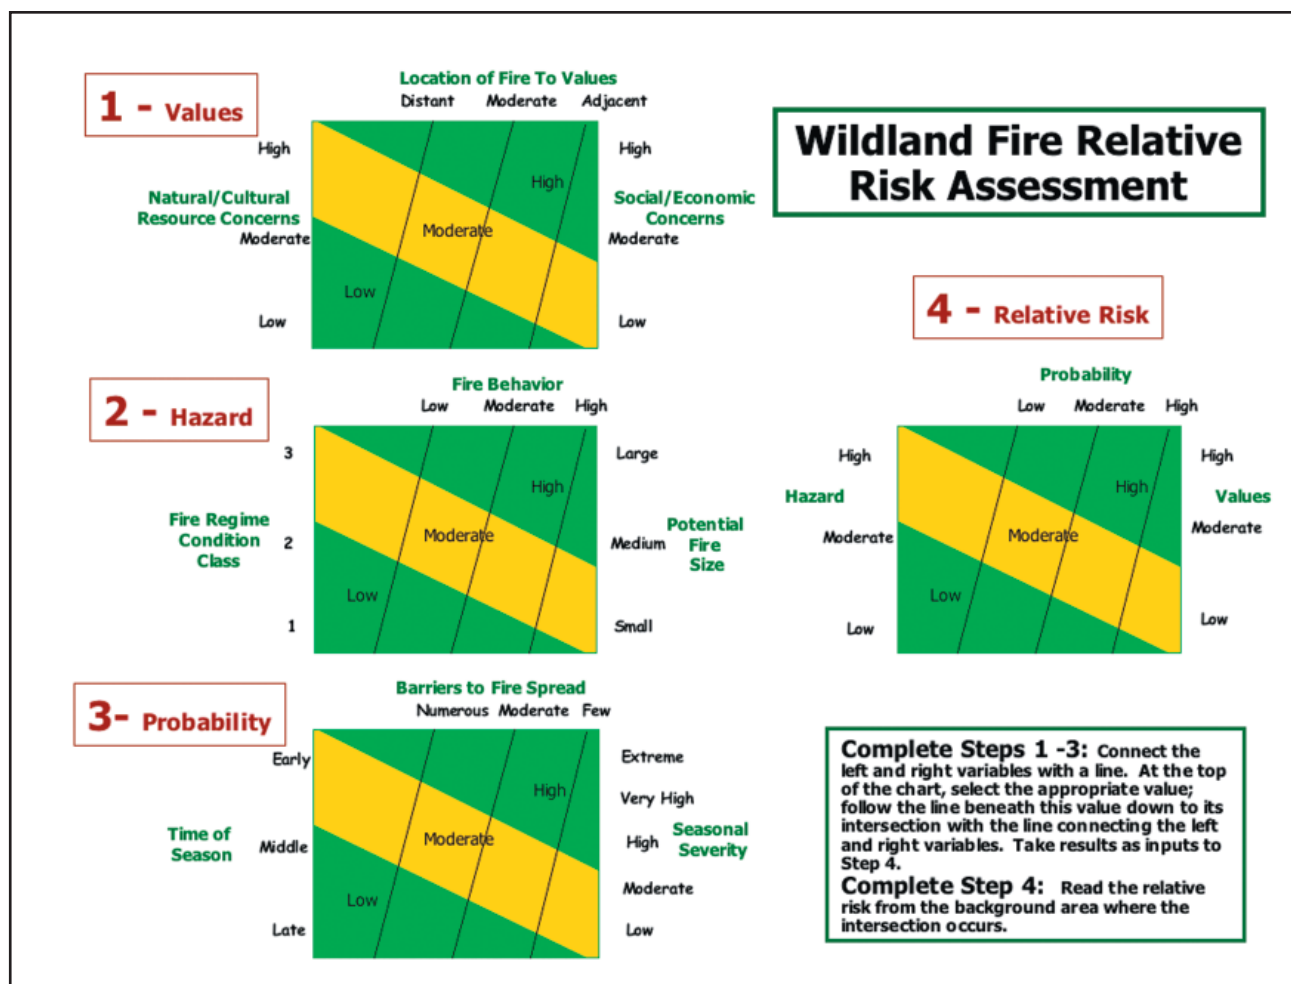 Wildland Fire Relative
Risk Assessment
1 - Values
Location of Fire To Values
Distant Moderate Adjacent
High
Natural/Cultural
Resource Concerns
Moderate
Low
High
Moderate
Low
High
Social/Economic
Concerns
Moderate
Low
2 - Hazard
Fire Behavior
Low Moderate High
3
Fire Regime
Condition
Class
2
1
High
Moderate
Low
Large
Medium
Potential
Fire
Size
Small
3- Probability
Barriers to Fire Spread
Numerous Moderate Few
Early
Time of
Season
Middle
Late
High
Moderate
Low
Extreme
Very High
High
Seasonal
Severity
Moderate
Low
4 - Relative Risk
Probability
Low Moderate High
High
Hazard
Moderate
Low
High
Moderate
Low
High
Values
Moderate
Low
Complete Steps 1 -3: Connect the
left and right variables with a line. At the top
of the chart, select the appropriate value;
follow the line beneath this value down to its
intersection with the line connecting the left
and right variables. Take results as inputs to
Step 4.
Complete Step 4: Read the relative
risk from the background area where the
intersection occurs.